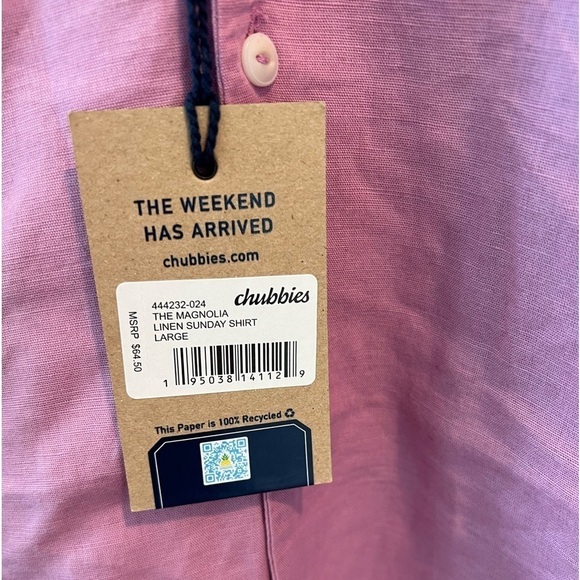 THE WEEKEND
HAS ARRIVED
chubbies.com
444232-024
chubbies
THE MAGNOLIA
LINEN SUNDAY SHIRT
LARGE
MSRP $64.50
1 95038 14112 9
This Paper is 100% Recycled